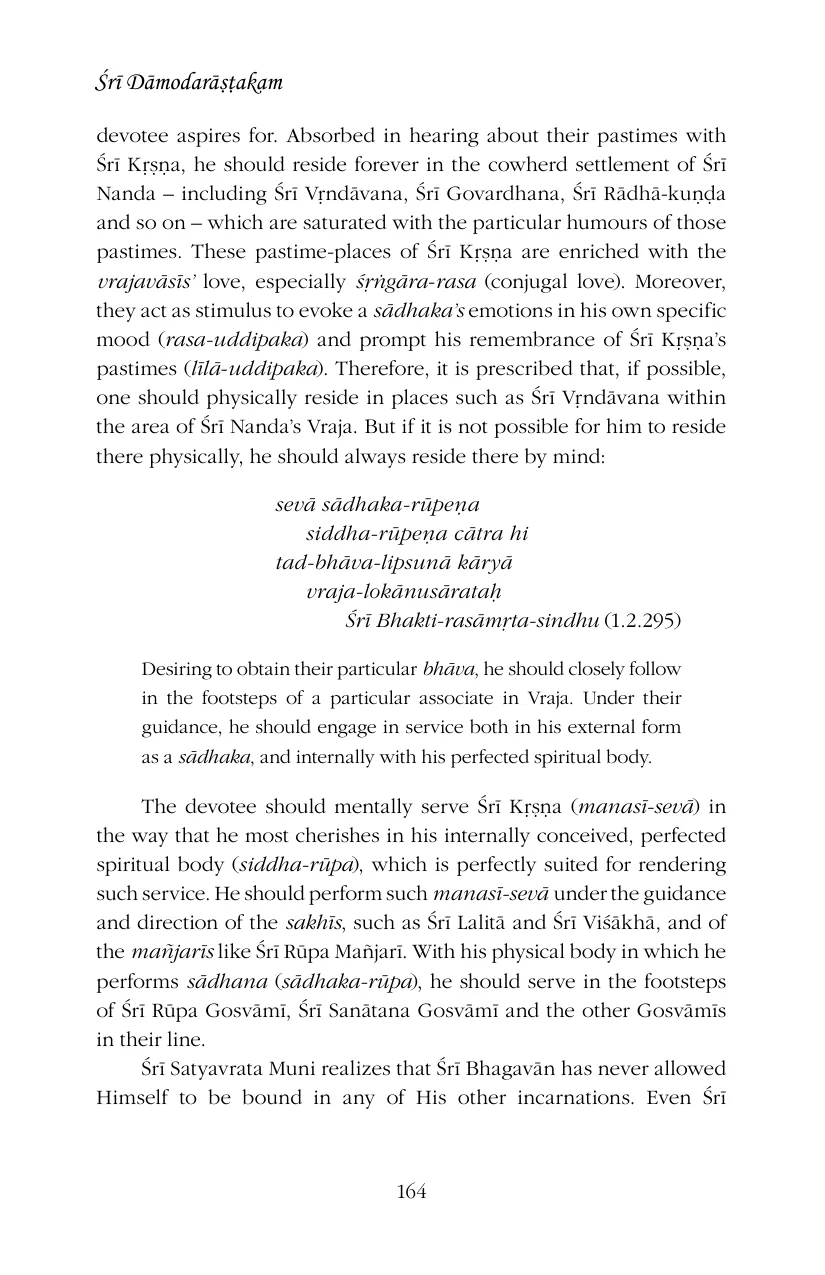 Śrī Dāmodarāṣṭakam
devotee aspires for. Absorbed in hearing about their pastimes with
Śrī Kṛṣṇa, he should reside forever in the cowherd settlement of Śrī
Nanda – including Śrī Vṛndāvana, Śrī Govardhana, Śrī Rādhā-kuṇḍa
and so on – which are saturated with the particular humours of those
pastimes. These pastime-places of Śrī Kṛṣṇa are enriched with the
vrajavāsīs’ love, especially śṛṅgāra-rasa (conjugal love). Moreover,
they act as stimulus to evoke a sādhaka’s emotions in his own specific
mood (rasa-uddipaka) and prompt his remembrance of Śrī Kṛṣṇa’s
pastimes (līlā-uddipaka). Therefore, it is prescribed that, if possible,
one should physically reside in places such as Śrī Vṛndāvana within
the area of Śrī Nanda’s Vraja. But if it is not possible for him to reside
there physically, he should always reside there by mind:
sevā sādhaka-rūpeṇa
siddha-rūpeṇa cātra hi
tad-bhāva-lipsunā kāryā
vraja-lokānusārataḥ
Śrī Bhakti-rasāmṛta-sindhu (1.2.295)
Desiring to obtain their particular bhāva, he should closely follow
in the footsteps of a particular associate in Vraja. Under their
guidance, he should engage in service both in his external form
as a sādhaka, and internally with his perfected spiritual body.
The devotee should mentally serve Śrī Kṛṣṇa (manasī-sevā) in
the way that he most cherishes in his internally conceived, perfected
spiritual body (siddha-rūpa), which is perfectly suited for rendering
such service. He should perform such manasī-sevā under the guidance
and direction of the sakhīs, such as Śrī Lalitā and Śrī Viśākhā, and of
the mañjarīs like Śrī Rūpa Mañjarī. With his physical body in which he
performs sādhana (sādhaka-rūpa), he should serve in the footsteps
of Śrī Rūpa Gosvāmī, Śrī Sanātana Gosvāmī and the other Gosvāmīs
in their line.
Śrī Satyavrata Muni realizes that Śrī Bhagavān has never allowed
Himself to be bound in any of His other incarnations. Even Śrī
164